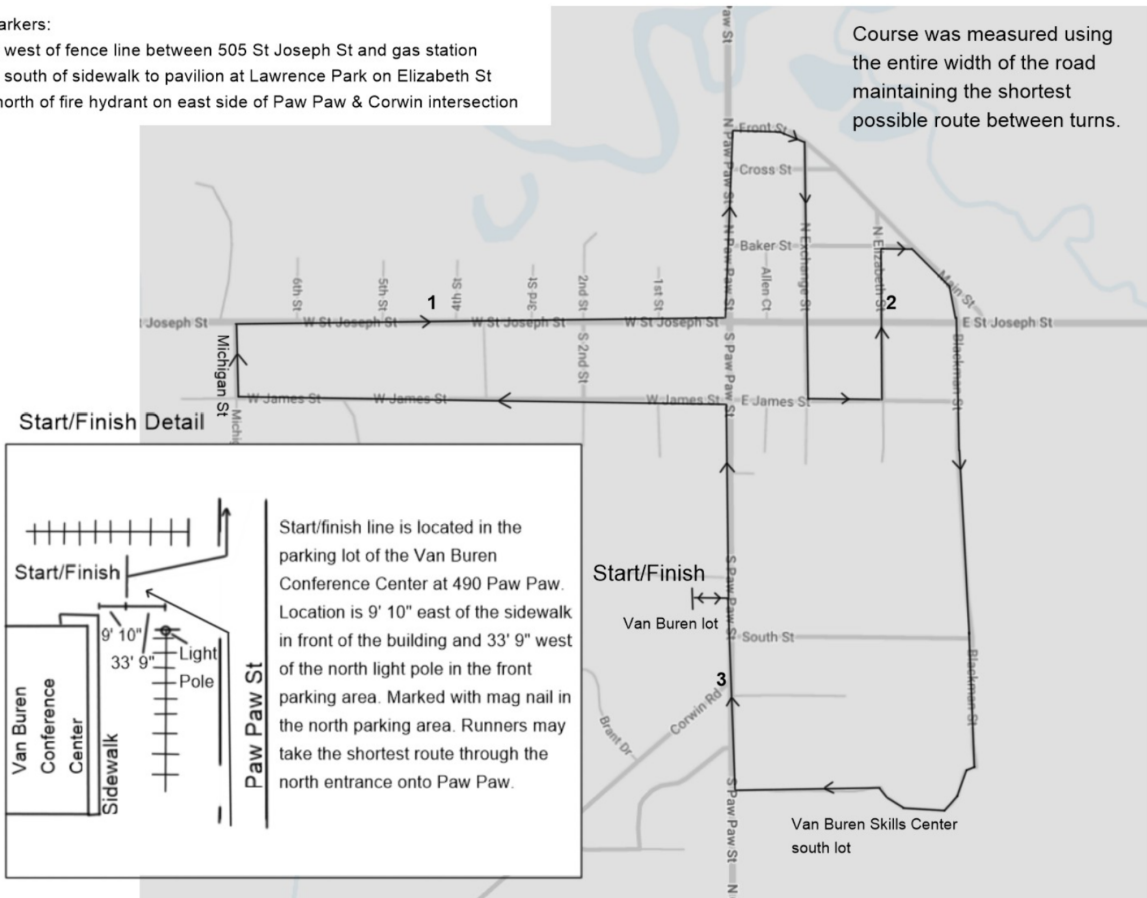 arkers:
west of fence line between 505 St Joseph St and gas station
south of sidewalk to pavilion at Lawrence Park on Elizabeth St
north of fire hydrant on east side of Paw Paw & Corwin intersection
Course was measured using
the entire width of the road
maintaining the shortest
possible route between turns.
aw St
N Paw Paw St
N Paw Paw St
Front St
Cross St
Baker St
N Exchange St
N Elizabeth St
Allen Ct
Main St
6th St
5th St
4th St
3rd St
2nd St
1st St
1
2
Joseph St
W St Joseph St
W St Joseph St
W St Joseph St
E St Joseph St
Michigan St
Michig
S 2nd St
S Paw Paw St
Blackman St
W James St
W James St
W James St
E James St
Start/Finish
Van Buren lot
S Paw Paw St
South St
Blackman St
3
Corwin Rd
Brant Dr
S Paw Paw St
N
Van Buren Skills Center
south lot
Start/Finish Detail
Start/Finish
9' 10"
33' 9"
Light
Pole
Van Buren
Conference
Center
Sidewalk
Paw Paw St
Start/finish line is located in the
parking lot of the Van Buren
Conference Center at 490 Paw Paw.
Location is 9' 10" east of the sidewalk
in front of the building and 33' 9" west
of the north light pole in the front
parking area. Marked with mag nail in
the north parking area. Runners may
take the shortest route through the
north entrance onto Paw Paw.